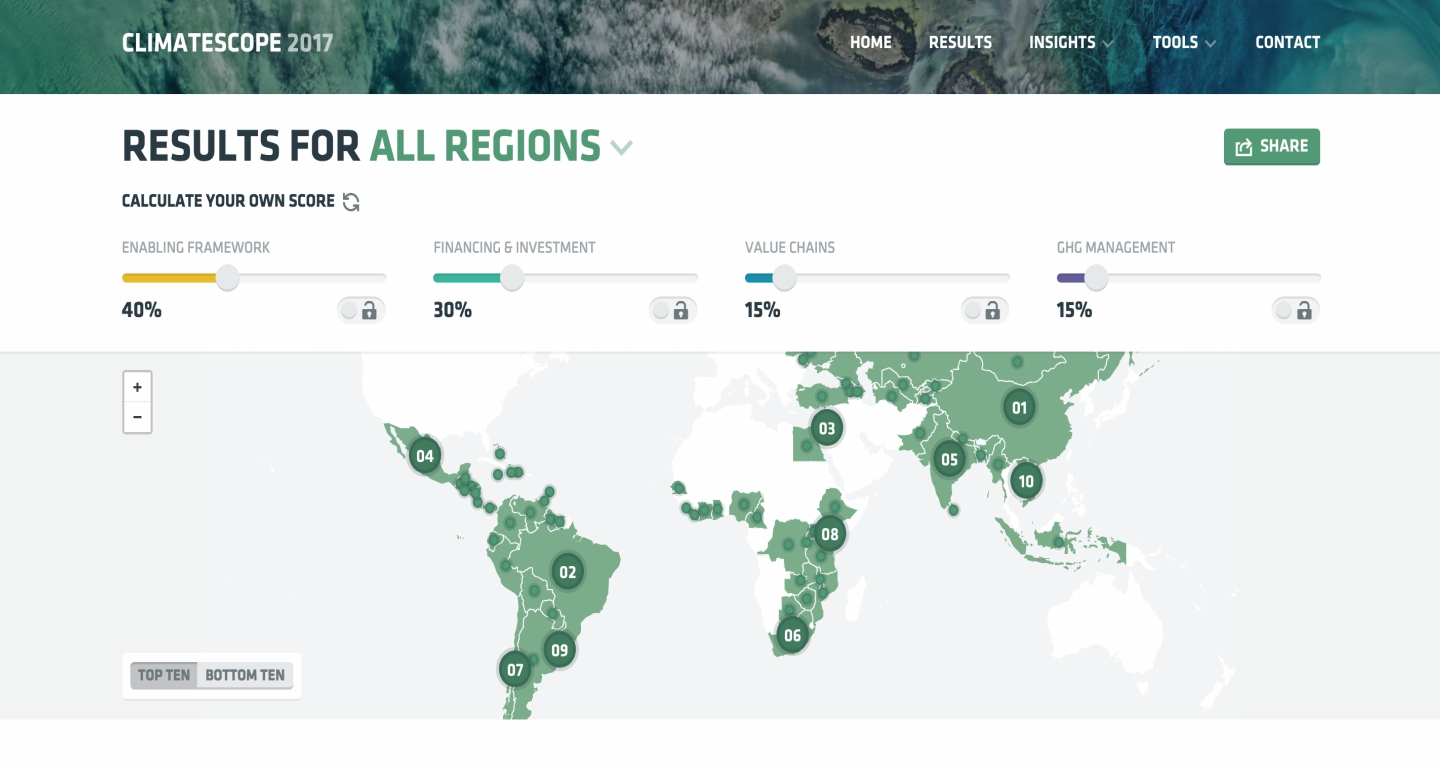 CLIMATESCOPE 2017
HOME RESULTS INSIGHTS TOOLS CONTACT
RESULTS FOR ALL REGIONS
SHARE
CALCULATE YOUR OWN SCORE
ENABLING FRAMEWORK
FINANCING & INVESTMENT
VALUE CHAINS
GHG MANAGEMENT
40%
30%
15%
15%
+
−
01
03
04
05
10
08
02
06
09
07
TOP TEN BOTTOM TEN